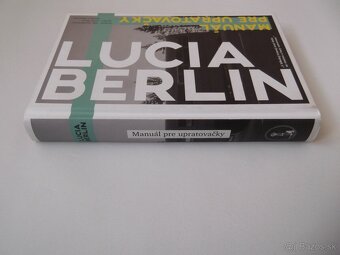 MANUÁL
PRE UPRATOVAČKY
LUCIA
BERLIN
LUCIA
BERLIN
Manuál pre upratovačky